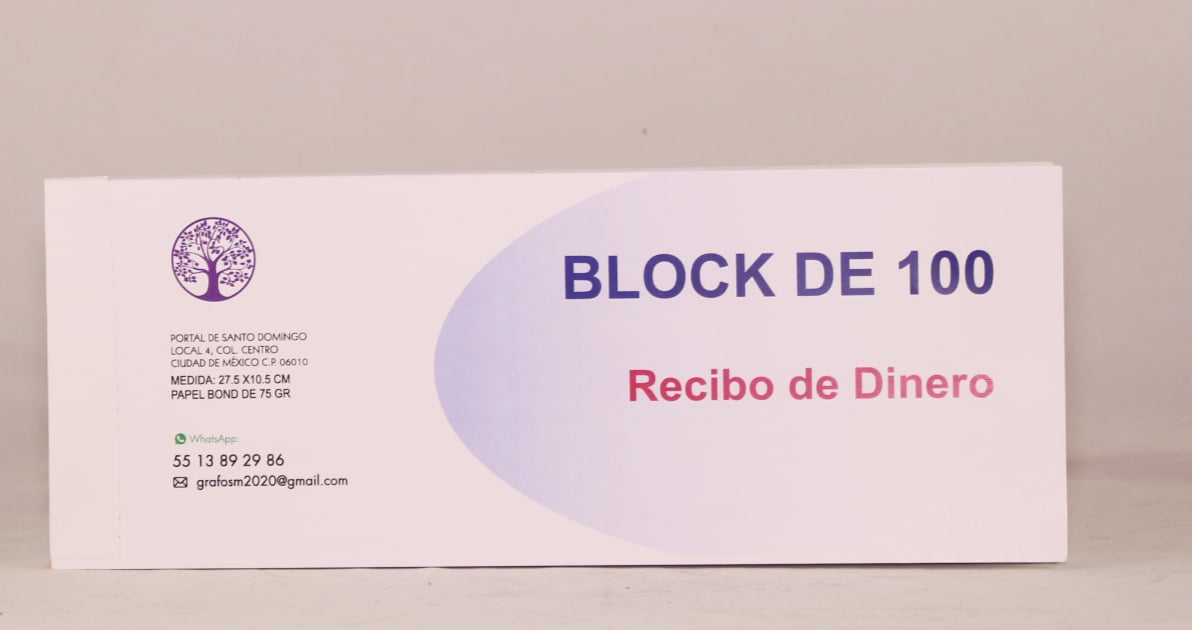 PORTAL DE SANTO DOMINGO
LOCAL 4, COL. CENTRO
CIUDAD DE MÉXICO C.P. 06010
MEDIDA: 27.5 X10.5 CM
PAPEL BOND DE 75 GR
WhatsApp:
55 13 89 29 86
grafosm2020@gmail.com
BLOCK DE 100
Recibo de Dinero